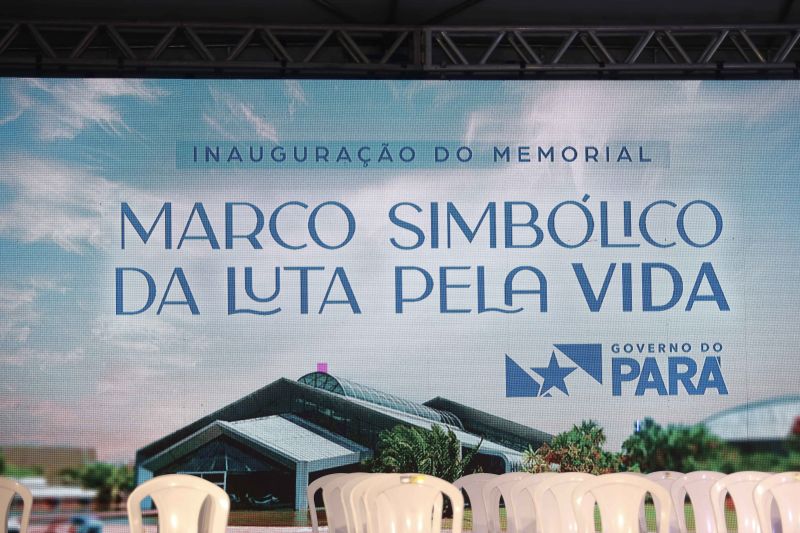 INAUGURAÇÃO DO MEMORIAL
MARCO SIMBÓLICO
DA LUTA PELA VIDA
GOVERNO DO
PARÁ